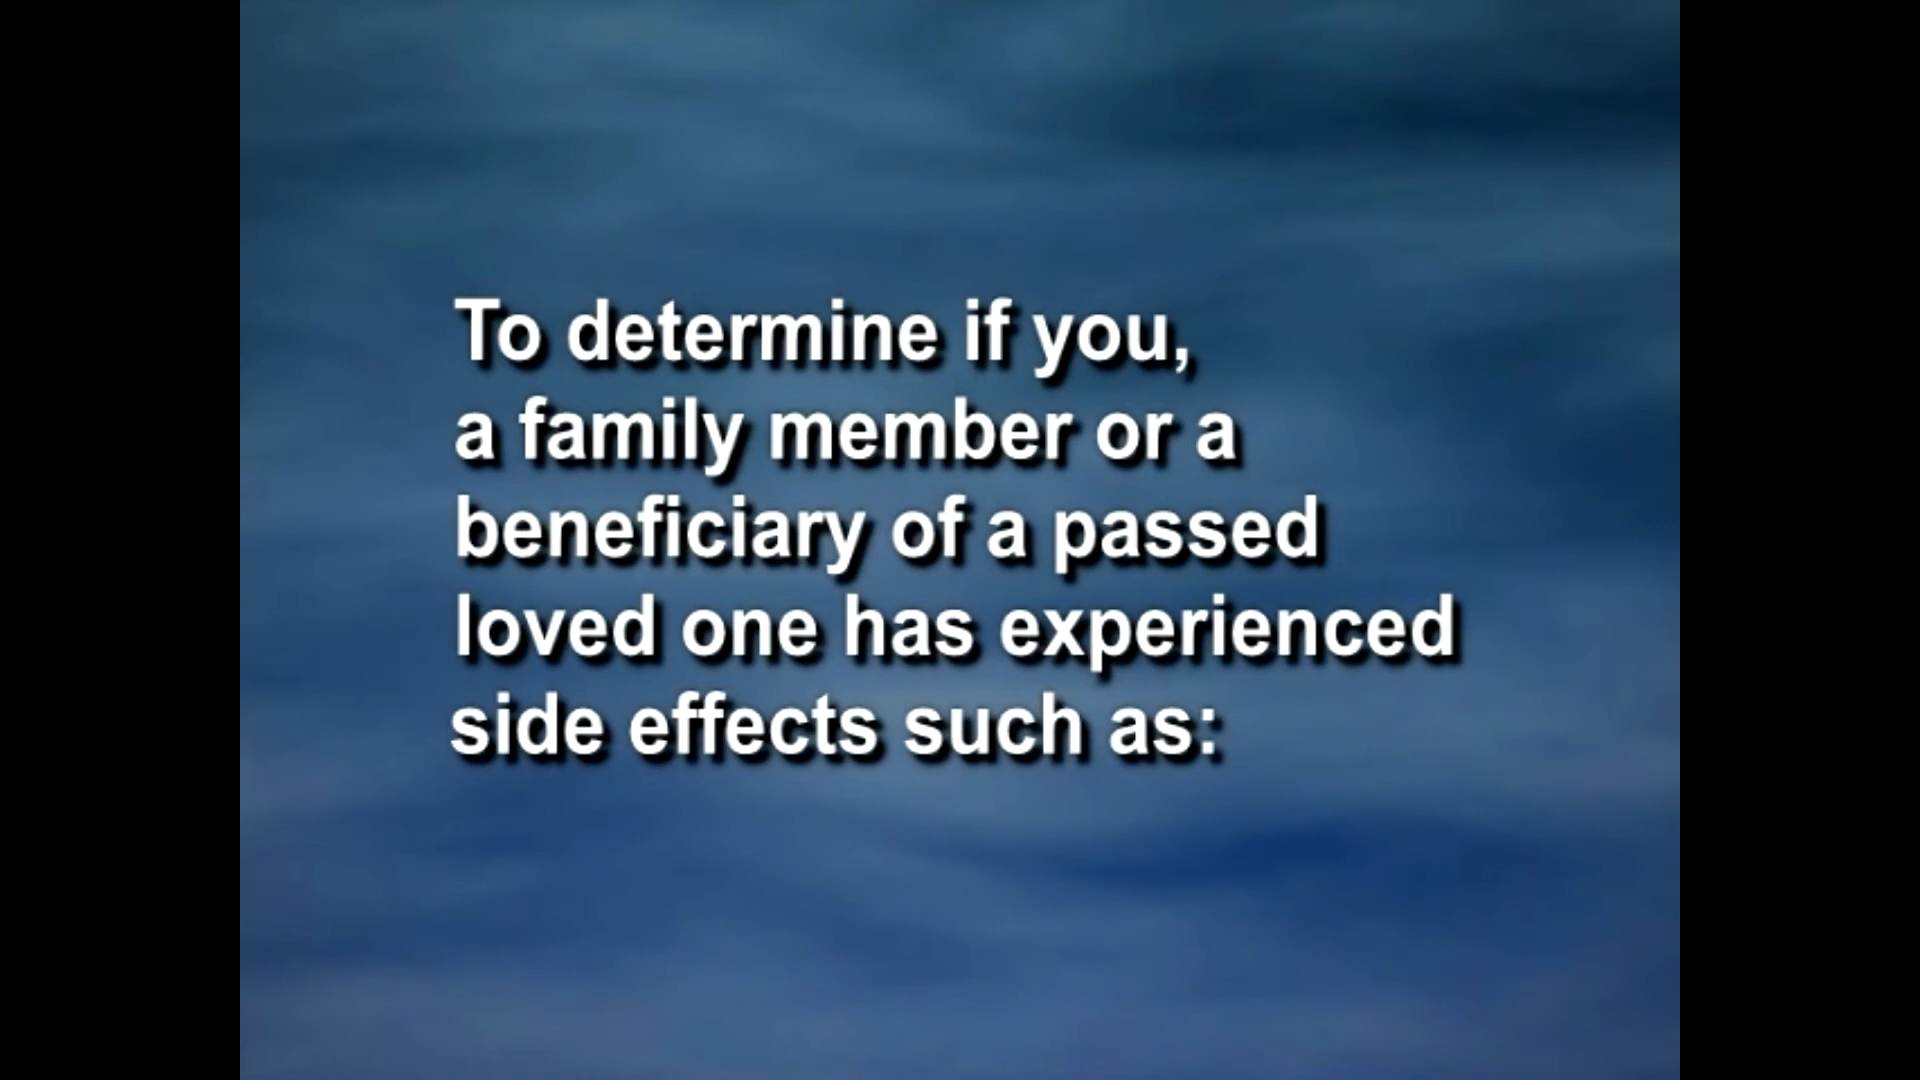 To determine if you,
a family member or a
beneficiary of a passed
loved one has experienced
side effects such as: